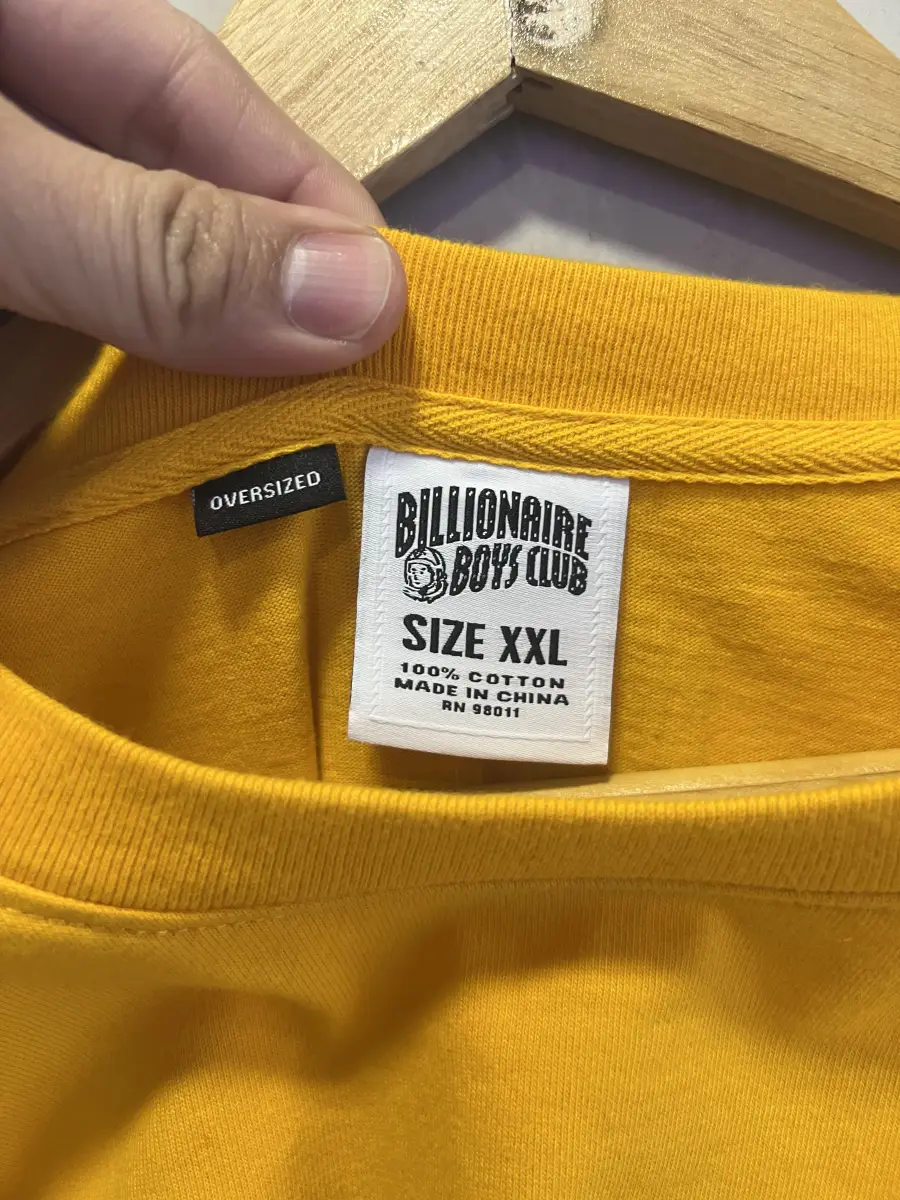 OVERSIZED
BILLIONAIRE
BOYS CLUB
SIZE XXL
100% COTTON
MADE IN CHINA
RN 98011